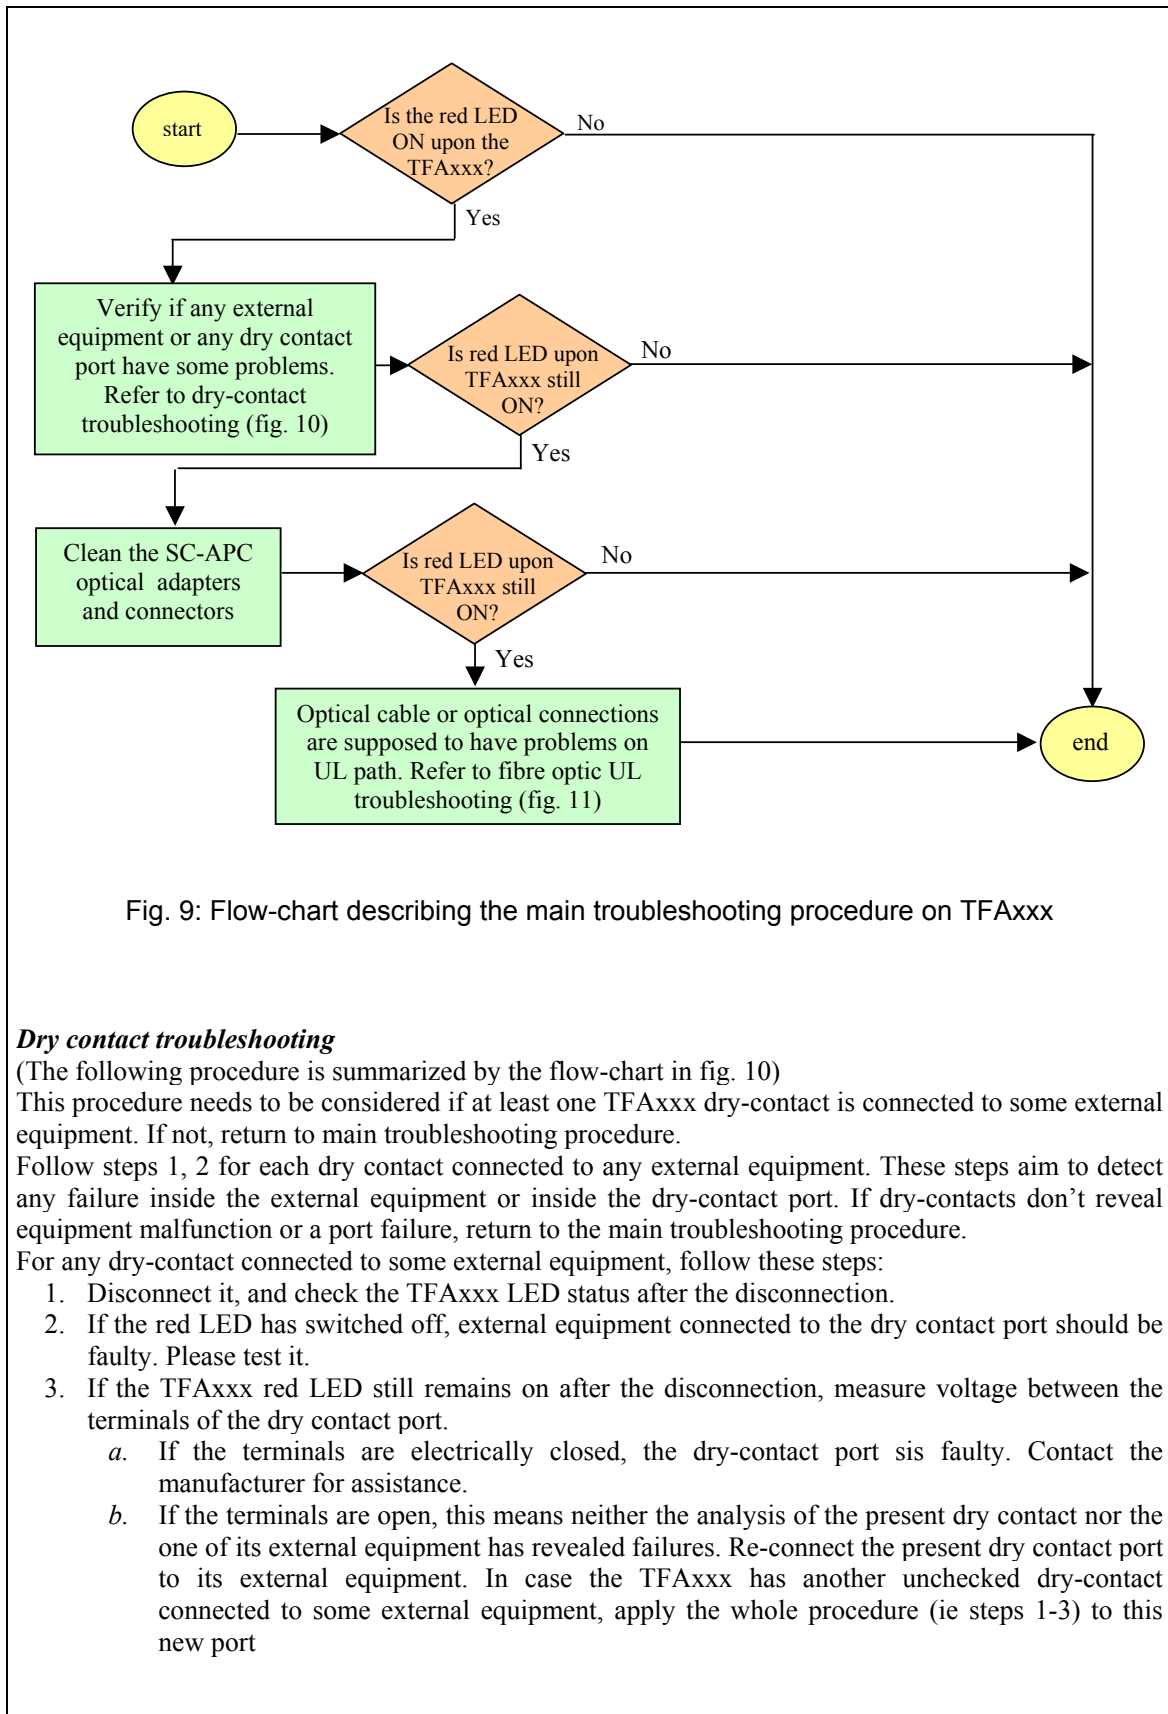 start
Is the red LED
ON upon the
TFAxxx?
No
Yes
Verify if any external
equipment or any dry contact
port have some problems.
Refer to dry-contact
troubleshooting (fig. 10)
Is red LED upon
TFAxxx still
ON?
No
Yes
Clean the SC-APC
optical adapters
and connectors
Is red LED upon
TFAxxx still
ON?
No
Yes
Optical cable or optical connections
are supposed to have problems on
UL path. Refer to fibre optic UL
troubleshooting (fig. 11)
end
Fig. 9: Flow-chart describing the main troubleshooting procedure on TFAxxx
Dry contact troubleshooting
(The following procedure is summarized by the flow-chart in fig. 10)
This procedure needs to be considered if at least one TFAxxx dry-contact is connected to some external
equipment. If not, return to main troubleshooting procedure.
Follow steps 1, 2 for each dry contact connected to any external equipment. These steps aim to detect
any failure inside the external equipment or inside the dry-contact port. If dry-contacts don’t reveal
equipment malfunction or a port failure, return to the main troubleshooting procedure.
For any dry-contact connected to some external equipment, follow these steps:
1. Disconnect it, and check the TFAxxx LED status after the disconnection.
2. If the red LED has switched off, external equipment connected to the dry contact port should be
faulty. Please test it.
3. If the TFAxxx red LED still remains on after the disconnection, measure voltage between the
terminals of the dry contact port.
a. If the terminals are electrically closed, the dry-contact port sis faulty. Contact the
manufacturer for assistance.
b. If the terminals are open, this means neither the analysis of the present dry contact nor the
one of its external equipment has revealed failures. Re-connect the present dry contact port
to its external equipment. In case the TFAxxx has another unchecked dry-contact
connected to some external equipment, apply the whole procedure (ie steps 1-3) to this
new port